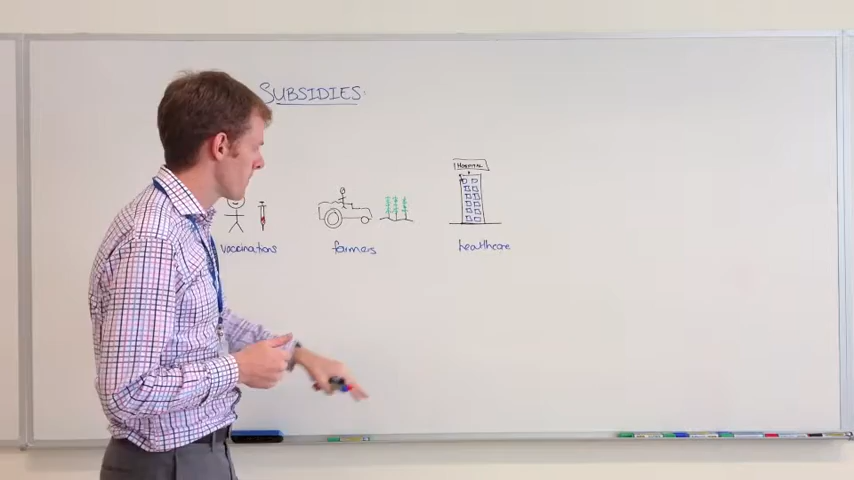 SUBSIDIES
HOSPITAL
vaccinations
farmers
healthcare